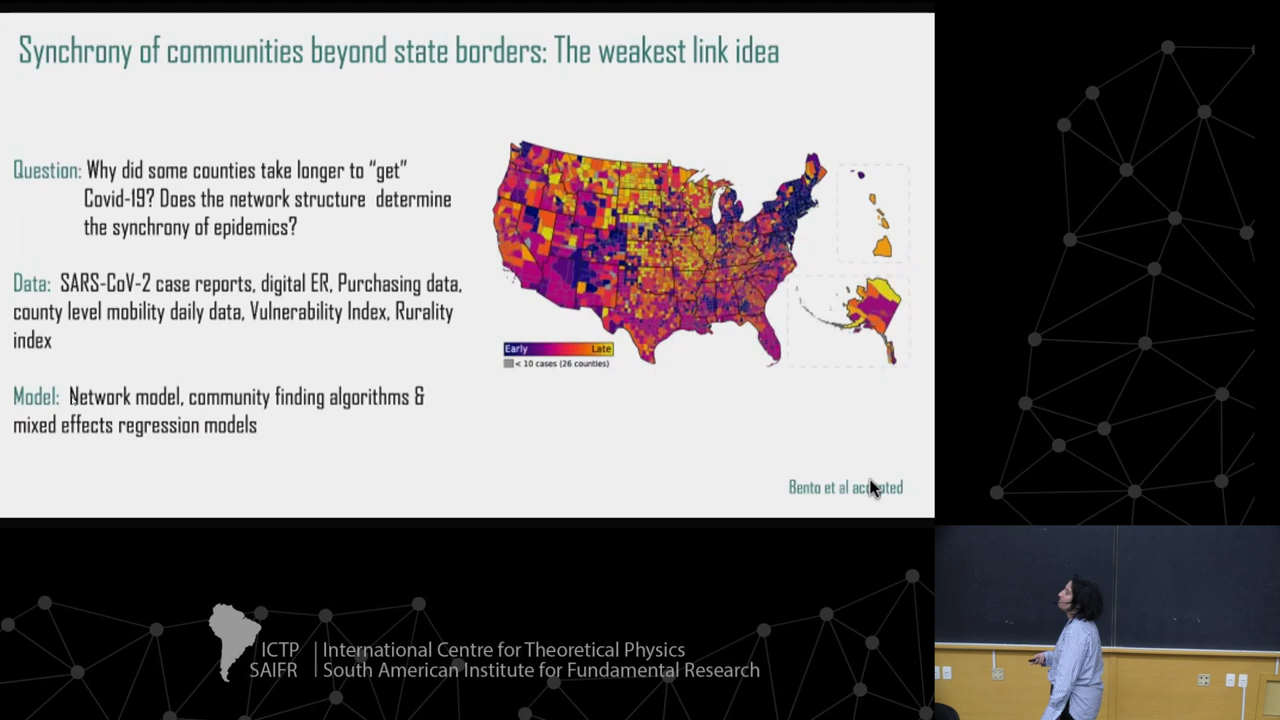 Synchrony of communities beyond state borders: The weakest link idea
Question: Why did some counties take longer to “get”
Covid-19? Does the network structure determine
the synchrony of epidemics?
Data: SARS-CoV-2 case reports, digital ER, Purchasing data,
county level mobility daily data, Vulnerability Index, Rurality
index
Model: Network model, community finding algorithms &
mixed effects regression models
Early Late
< 10 cases (26 counties)
Bento et al accepted
ICTP
SAIFR
International Centre for Theoretical Physics
South American Institute for Fundamental Research